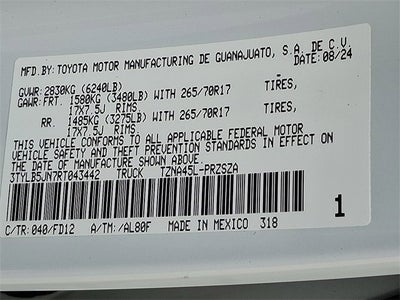 MFD.BY: TOYOTA MOTOR MANUFACTURING DE GUANAJUATO, S.A. DE C.V.
DATE: 08/24
GVWR: 2830KG (6240LB)
GAWR: FRT. 1580KG (3480LB) WITH 265/70R17 TIRES,
17X7.5J RIMS
RR. 1485KG (3275LB) WITH 265/70R17 TIRES,
17X7.5J RIMS.
THIS VEHICLE CONFORMS TO ALL APPLICABLE FEDERAL MOTOR
VEHICLE SAFETY AND THEFT PREVENTION STANDARDS IN EFFECT ON
THE DATE OF MANUFACTURE SHOWN ABOVE.
3TYLB5JN7RT043442 TRUCK TZNA45L-PRZSZA
C/TR: 040/FD12 A/TM: /AL80F MADE IN MEXICO 318
1